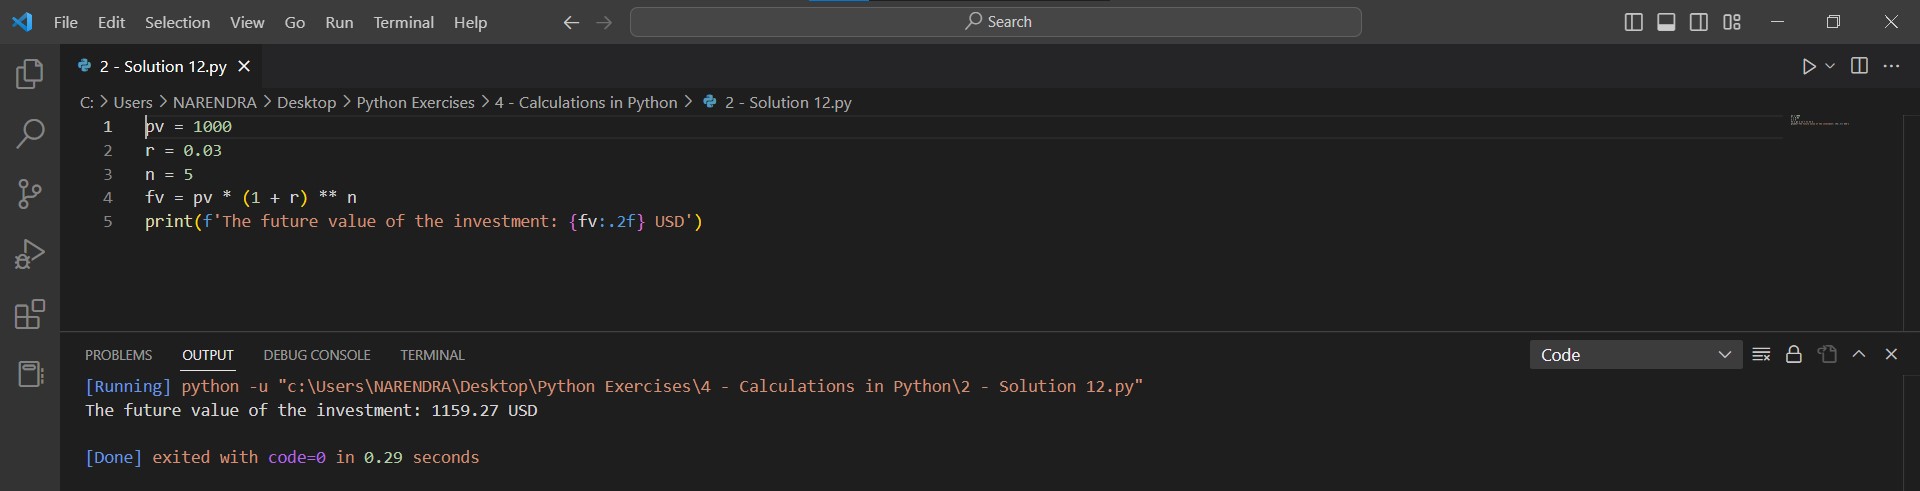 File Edit Selection View Go Run Terminal Help Search
2 - Solution 12.py
C: > Users > NARENDRA > Desktop > Python Exercises > 4 - Calculations in Python > 2 - Solution 12.py
1 pv = 1000
2 r = 0.03
3 n = 5
4 fv = pv * (1 + r) ** n
5 print(f'The future value of the investment: {fv:.2f} USD')
PROBLEMS OUTPUT DEBUG CONSOLE TERMINAL Code
[Running] python -u "c:\Users\NARENDRA\Desktop\Python Exercises\4 - Calculations in Python\2 - Solution 12.py"
The future value of the investment: 1159.27 USD
[Done] exited with code=0 in 0.29 seconds